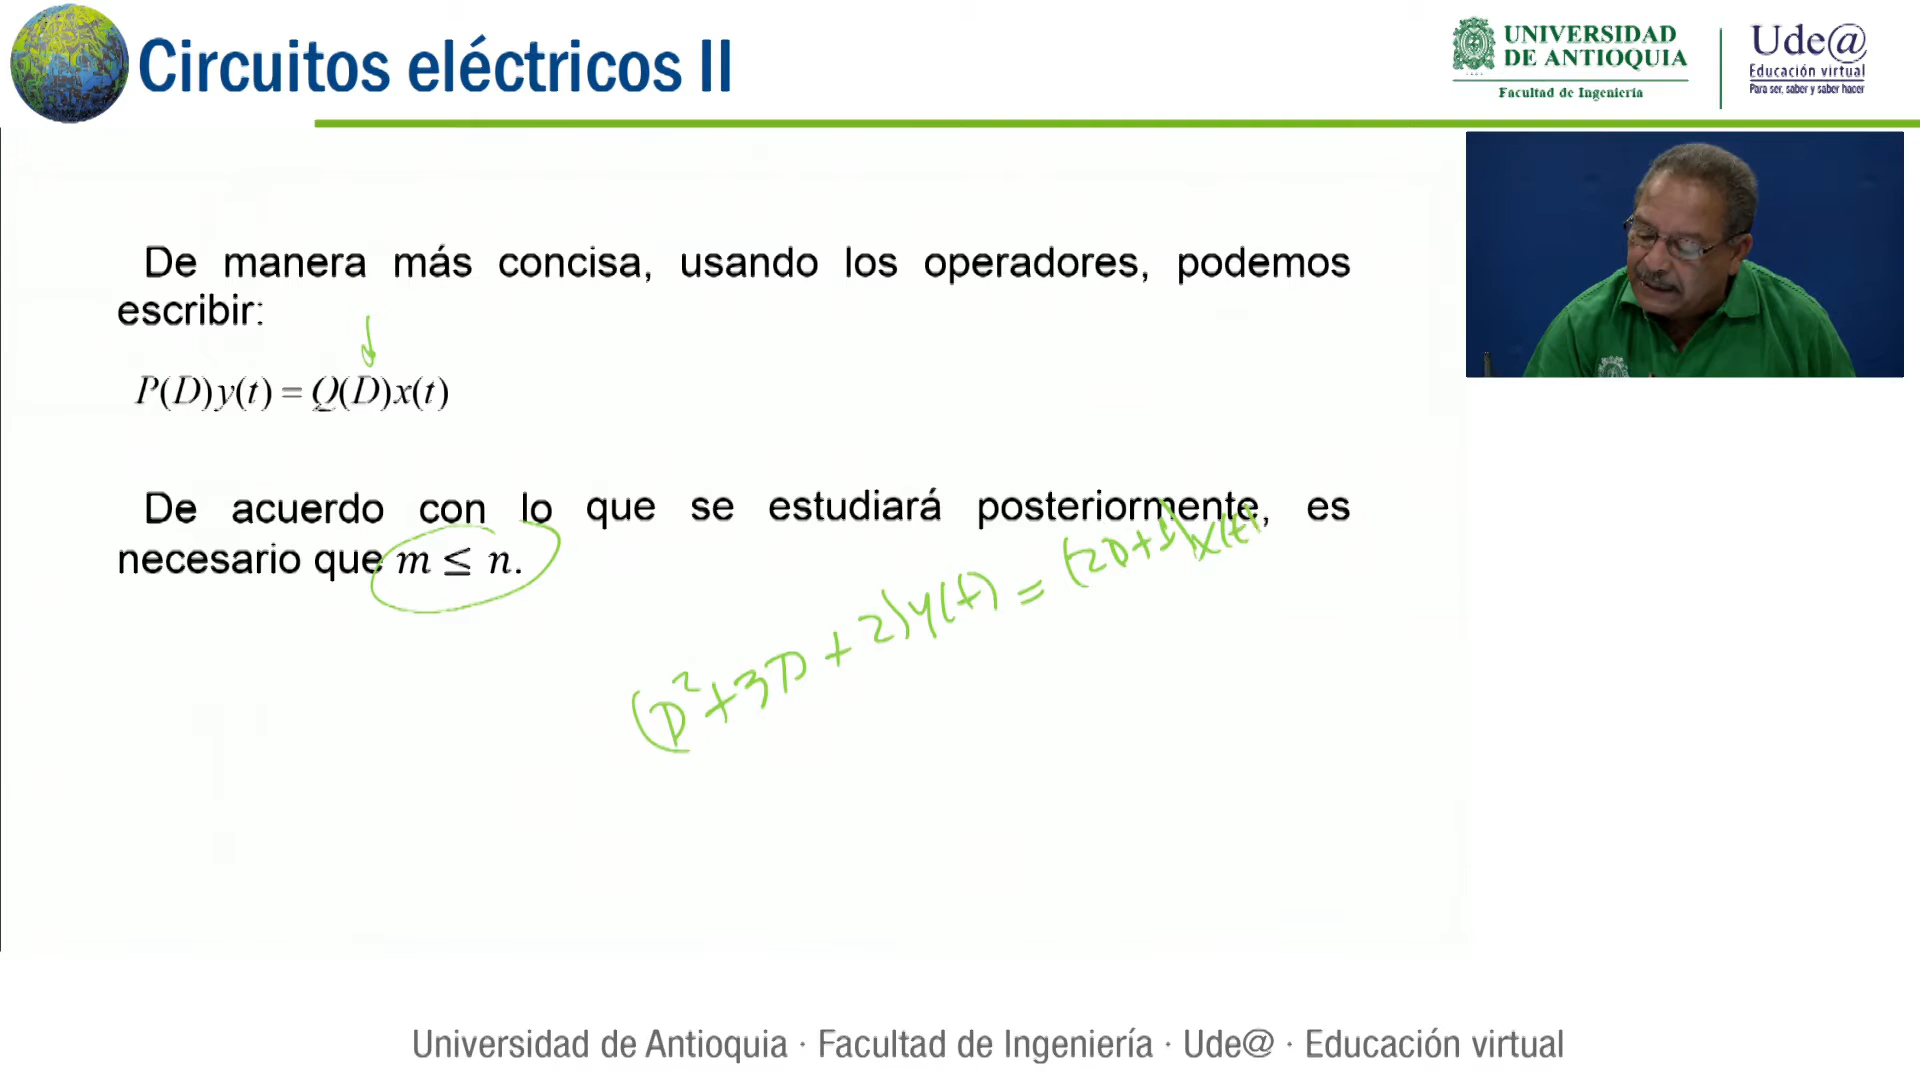 Circuitos eléctricos II
UNIVERSIDAD
DE ANTIOQUIA
Facultad de Ingeniería
Ude@
Educación virtual
Para ser, saber y saber hacer
De manera más concisa, usando los operadores, podemos
escribir:
P(D)y(t) = Q(D)x(t)
De acuerdo con lo que se estudiará posteriormente, es
necesario que m ≤ n.
(D²+3D+2)y(t) = (2D+1)x(t)
Universidad de Antioquia · Facultad de Ingeniería · Ude@ · Educación virtual